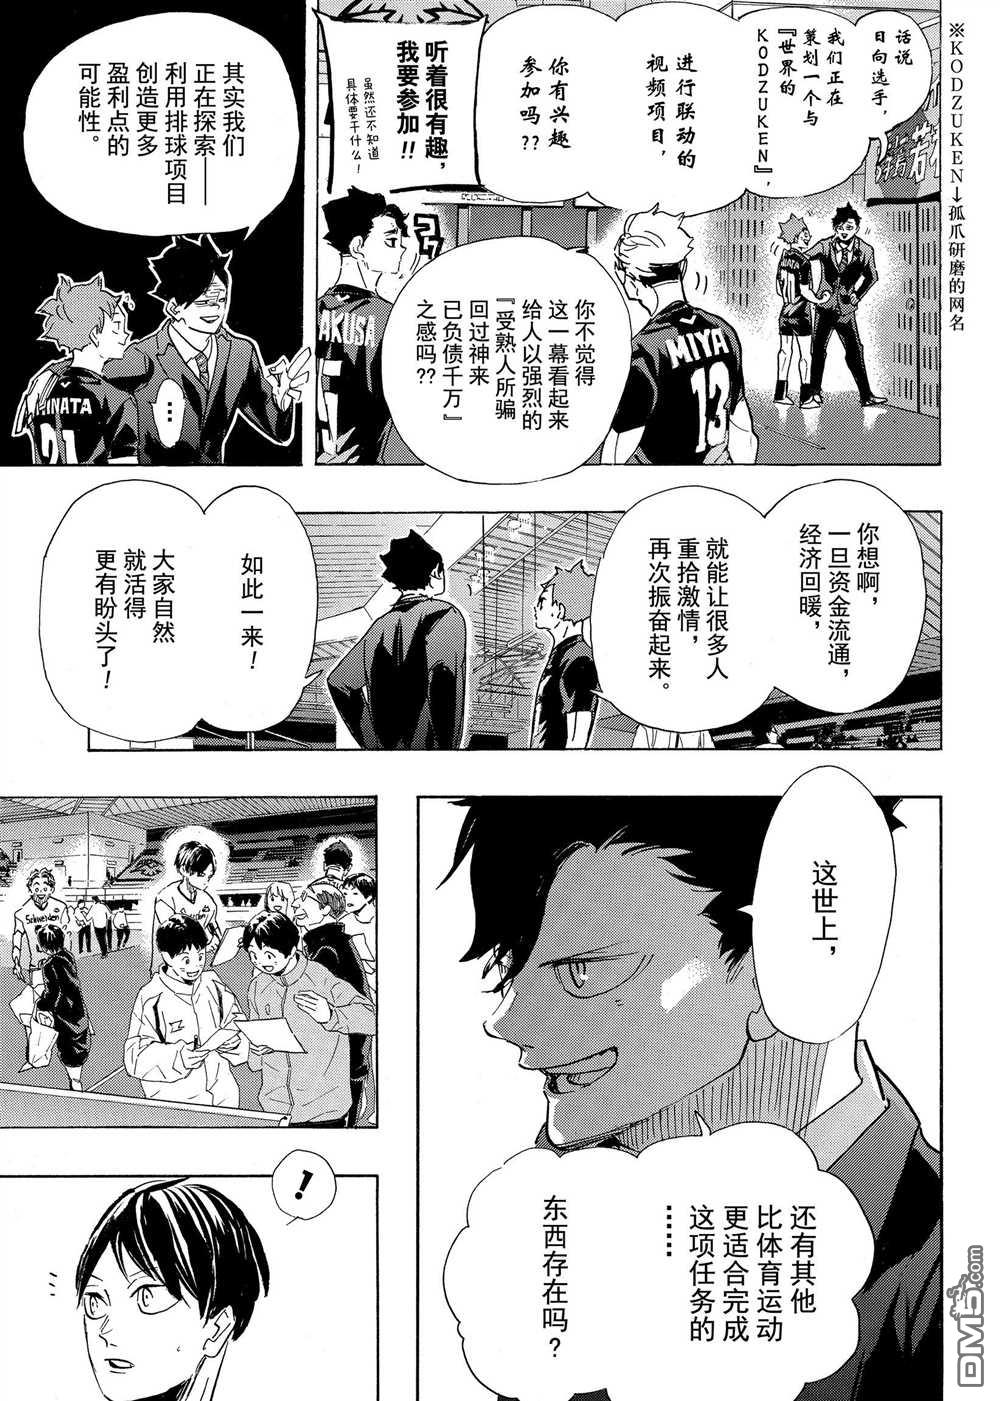 ※KODZUKEN→孤爪研磨的网名
话说
日向选手，
我们正在
策划一个与
『世界的
KODZUKEN』，
进行联动的
视频项目，
你有兴趣
参加吗??
听着很有趣，
我要参加!!
虽然还不知道
具体要干什么！
你不觉得
这一幕看起来
给人以强烈的
『受熟人所骗
回过神来
已负债千万』
之感吗??
MIYA
13
AKUSA
其实我们
正在探索——
利用排球项目
创造更多
盈利点的
可能性。
…
HINATA
21
你想啊，
一旦资金流通，
经济回暖，
就能让很多人
重拾激情，
再次振奋起来。
如此一来！
大家自然
就活得
更有盼头了！
这世上，
还有其他
比体育运动
更适合完成
这项任务的
……
东西存在吗？
Schweiden
！
DM5.com